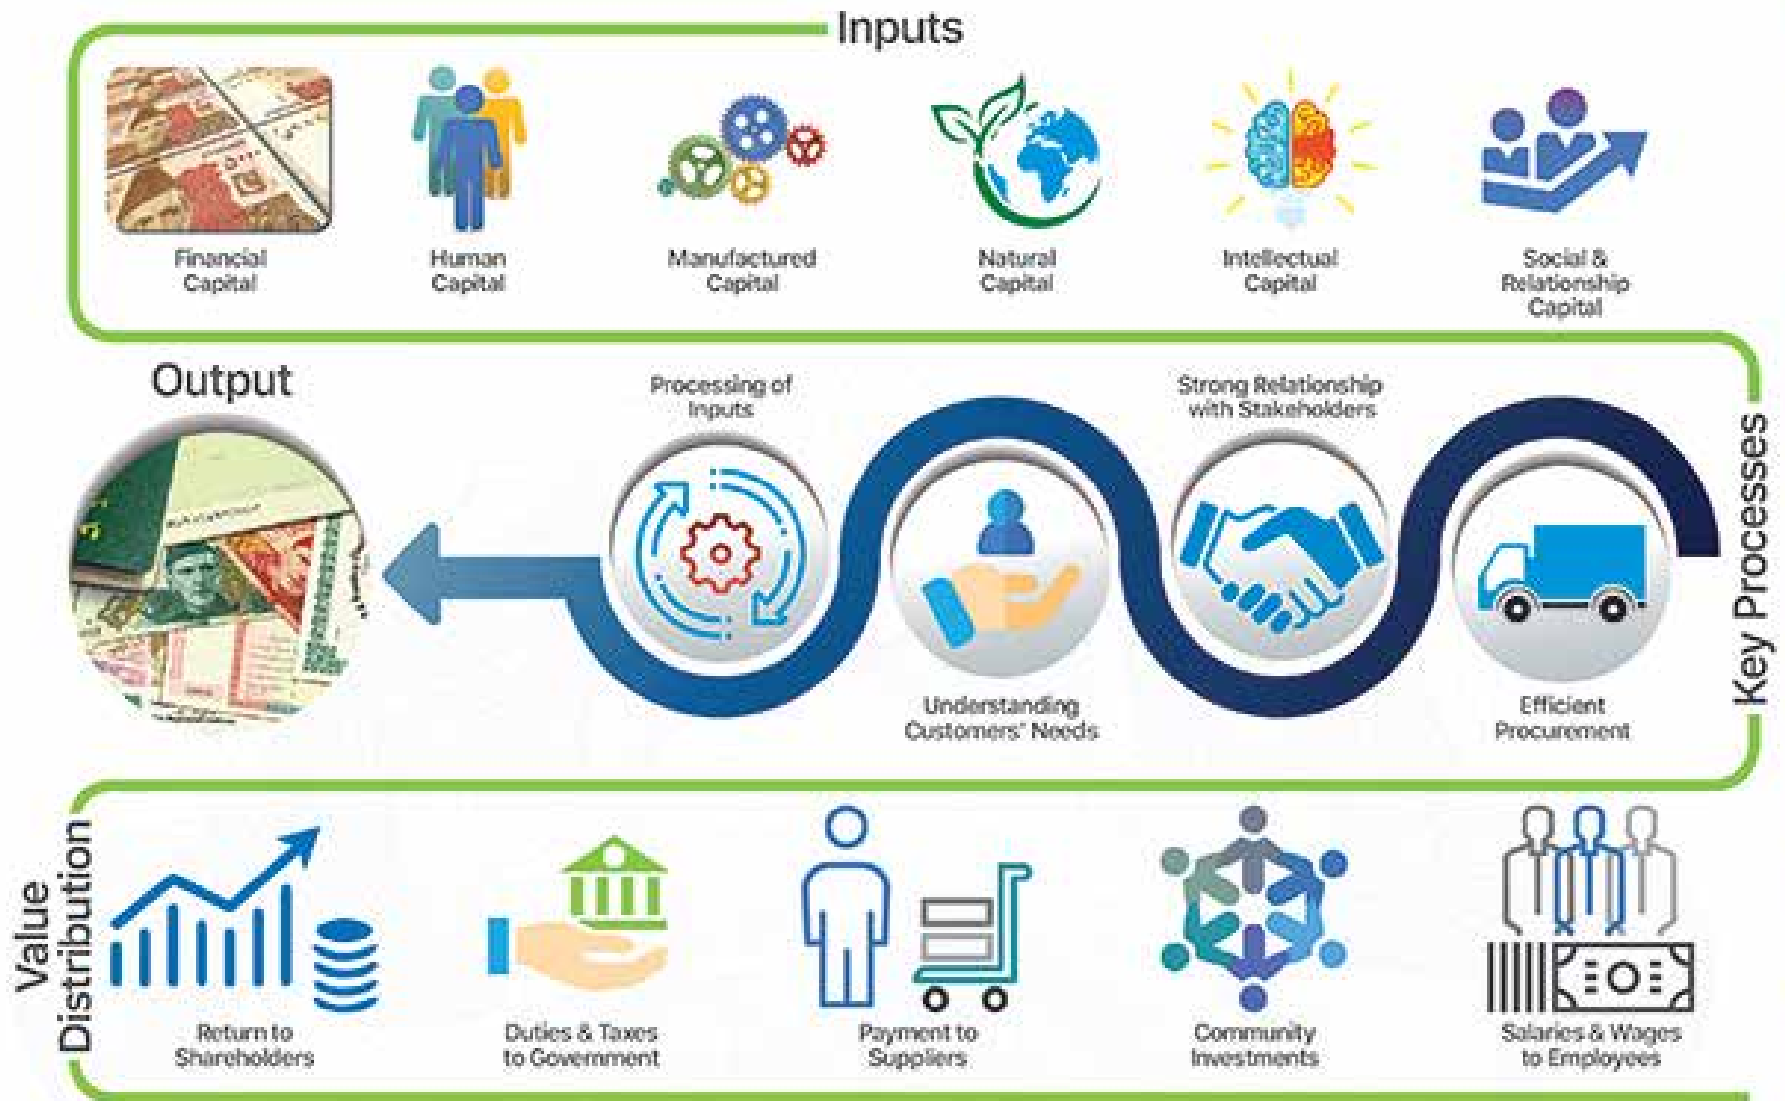 Inputs
Financial
Capital
Human
Capital
Manufactured
Capital
Natural
Capital
Intellectual
Capital
Social &
Relationship
Capital
Output
Processing of
Inputs
Understanding
Customers' Needs
Strong Relationship
with Stakeholders
Efficient
Procurement
Key Processes
Value
Distribution
Return to
Shareholders
Duties & Taxes
to Government
Payment to
Suppliers
Community
Investments
Salaries & Wages
to Employees